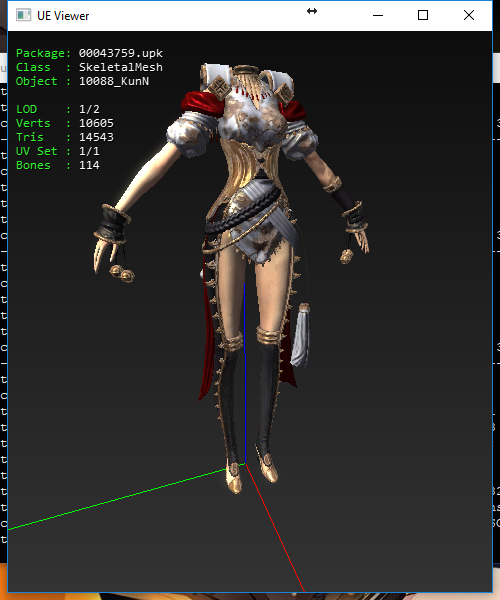 UE Viewer
Package: 00043759.upk
Class : SkeletalMesh
Object : 10088_KunN
LOD : 1/2
Verts : 10605
Tris : 14543
UV Set : 1/1
Bones : 114